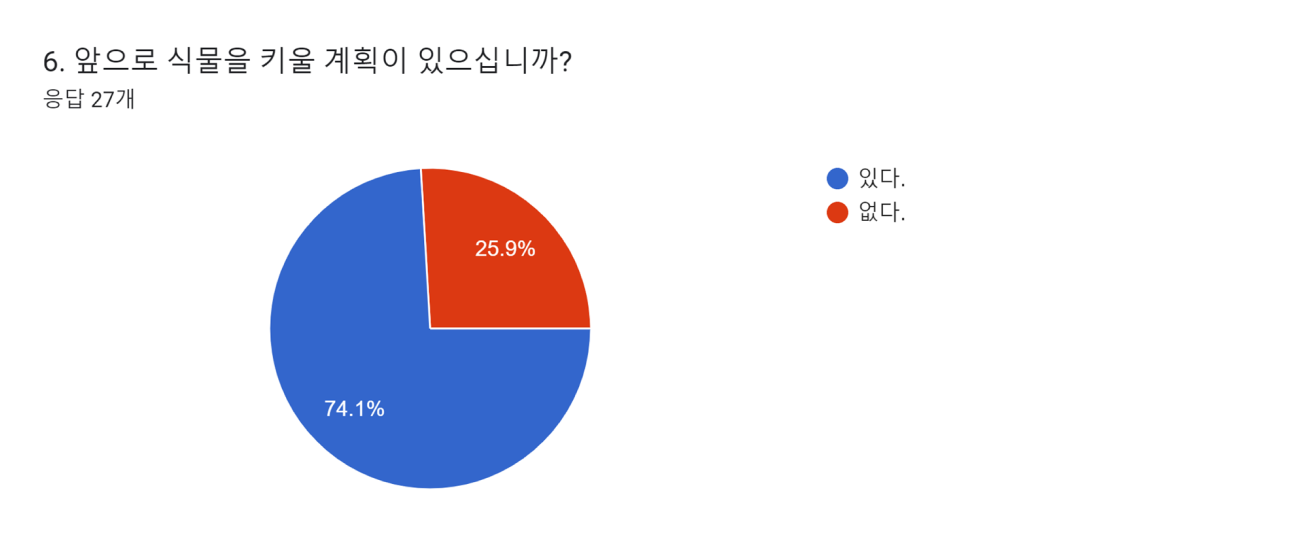 6. 앞으로 식물을 키울 계획이 있으십니까?
응답 27개
있다.
없다.
25.9%
74.1%